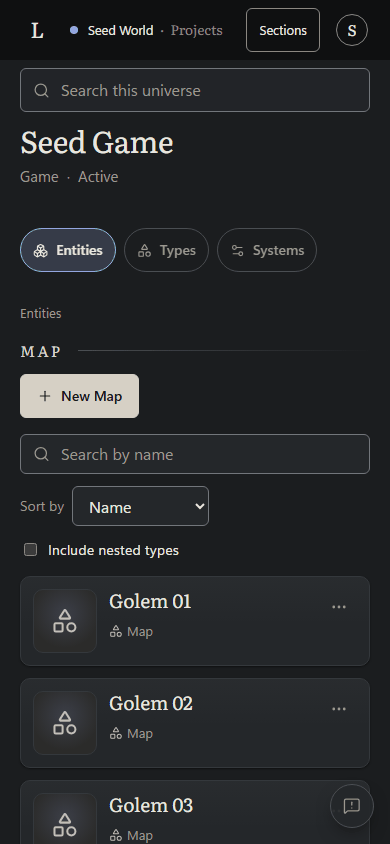 L Seed World · Projects Sections S
Search this universe
Seed Game
Game · Active
Entities Types Systems
Entities
MAP
+ New Map
Search by name
Sort by Name
Include nested types
Golem 01 ...
Map
Golem 02 ...
Map
Golem 03
Map